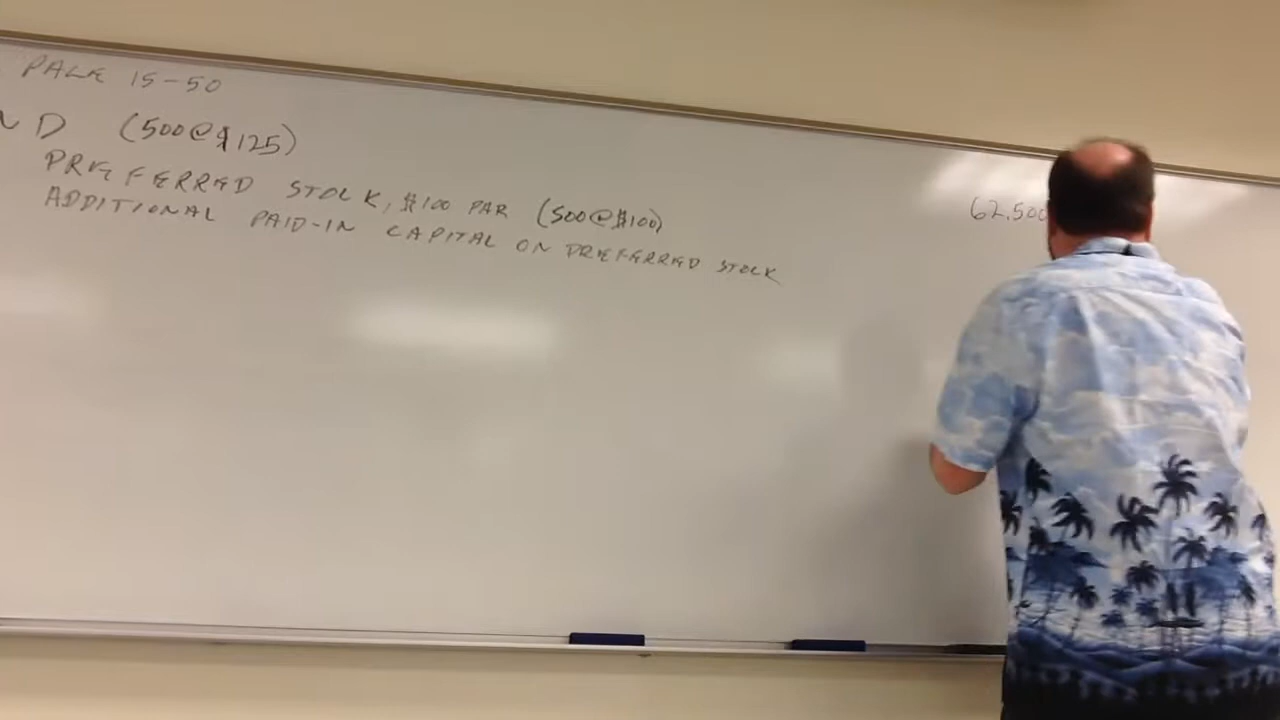 PAGE 15-50
D (500@$125) 62,500
PREFERRED STOCK, $100 PAR (500@$100)
ADDITIONAL PAID-IN CAPITAL ON PREFERRED STOCK